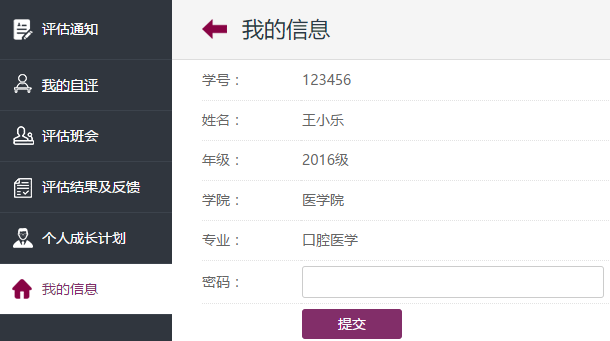 评估通知
我的自评
评估班会
评估结果及反馈
个人成长计划
我的信息
我的信息
学号： 123456
姓名： 王小乐
年级： 2016级
学院： 医学院
专业： 口腔医学
密码：
提交